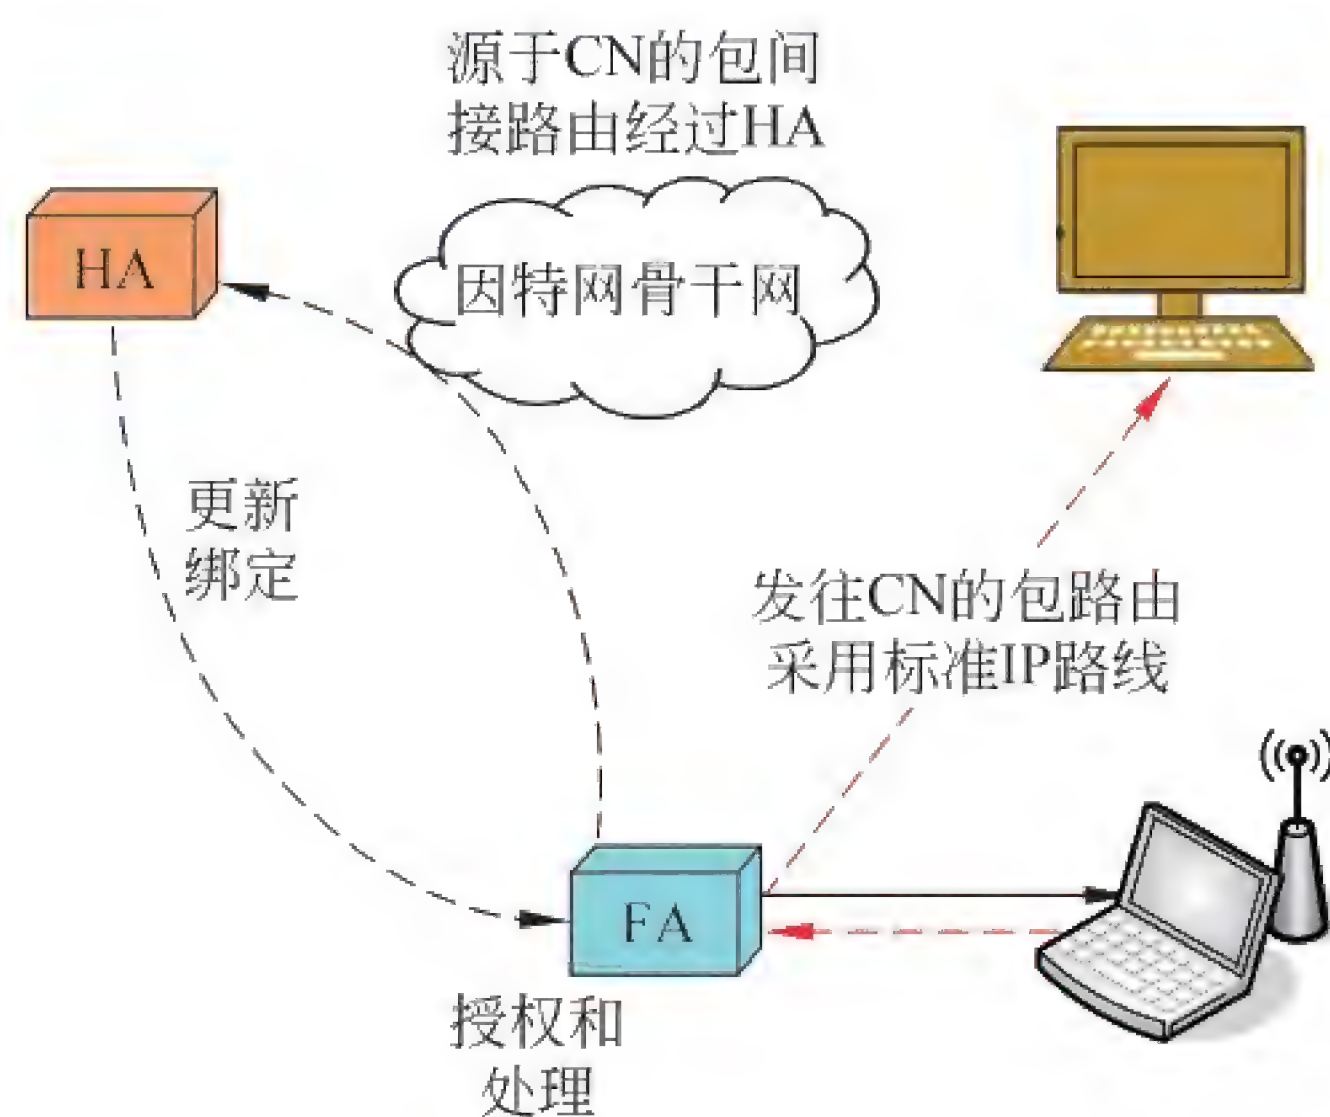 源于CN的包间
接路由经过HA
HA
因特网骨干网
更新
绑定
发往CN的包路由
采用标准IP路线
FA
授权和
处理